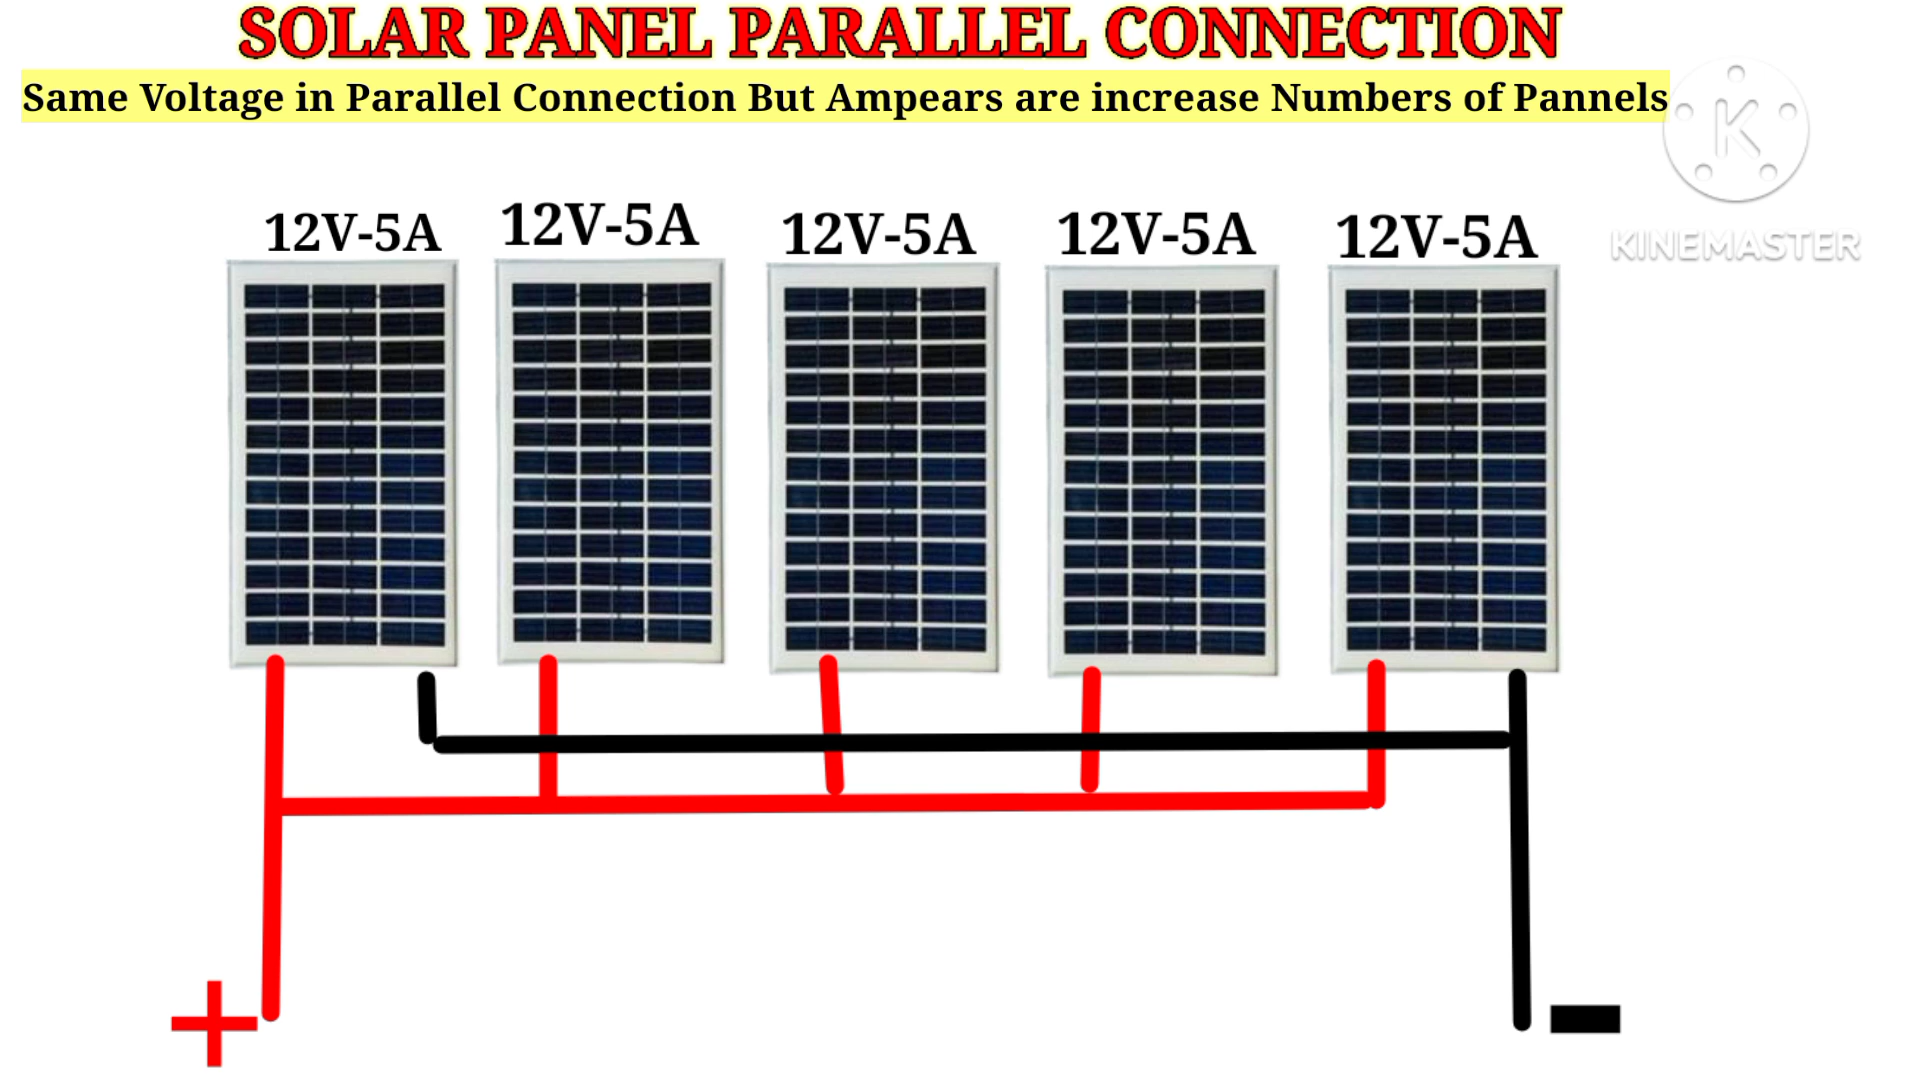 SOLAR PANEL PARALLEL CONNECTION
Same Voltage in Parallel Connection But Ampears are increase Numbers of Pannels
K
KINEMASTER
12V-5A 12V-5A 12V-5A 12V-5A 12V-5A
+ -